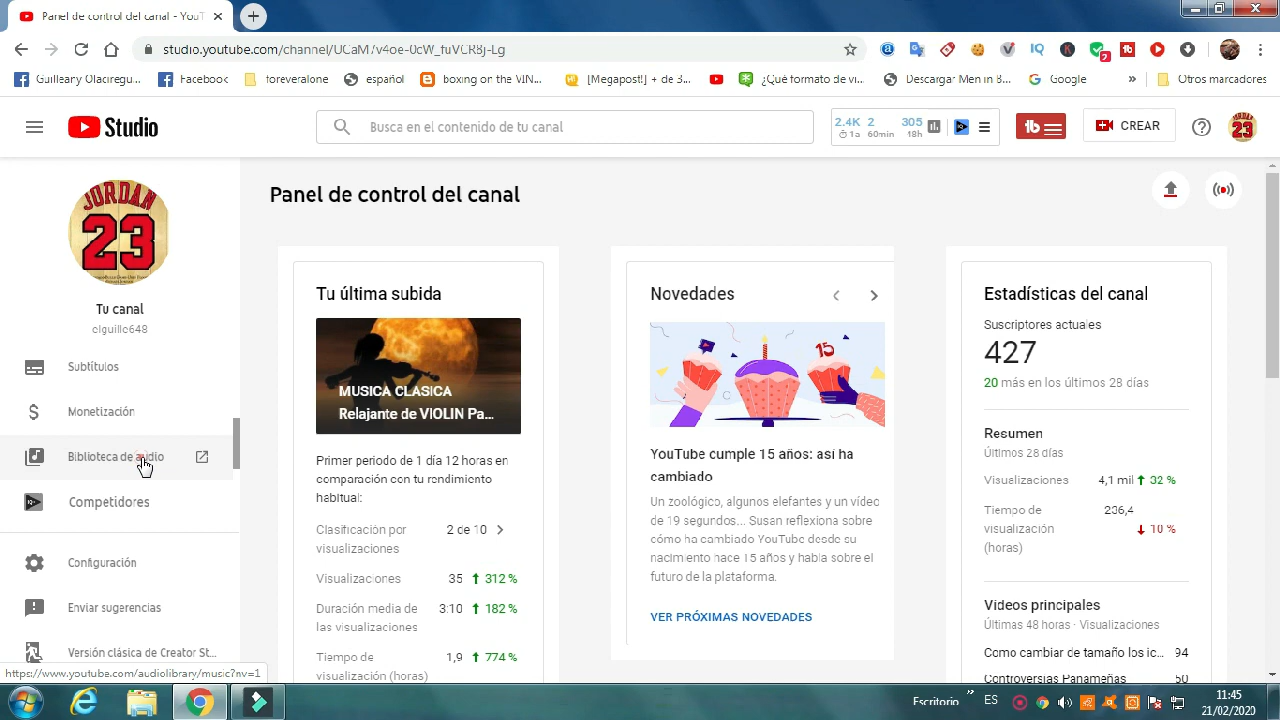 Panel de control del canal - YouT
studio.youtube.com/channel/UCaM7v4oe-0cW_fuVCR8j-Lg
Guilleany Olaciregu...
Facebook
foreveralone
español
boxing on the VIN...
[Megapost!] + de 3...
¿Qué formato de vi...
Descargar Men in B...
Google
»
Otros marcadores
Studio
Busca en el contenido de tu canal
2.4K 2 305
1a 60min 48h
CREAR
JORDAN
23
Tu canal
elguille648
Subtítulos
Monetización
Biblioteca de audio
Competidores
Configuración
Enviar sugerencias
Versión clásica de Creator St...
https://www.youtube.com/audiolibrary/music?nv=1
Panel de control del canal
Tu última subida
MUSICA CLASICA
Relajante de VIOLIN Pa...
Primer periodo de 1 día 12 horas en
comparación con tu rendimiento
habitual:
Clasificación por
visualizaciones
2 de 10
Visualizaciones 35 312 %
Duración media de
las visualizaciones
3:10 182 %
Tiempo de
visualización (horas)
1,9 774 %
Novedades
15
YouTube cumple 15 años: así ha
cambiado
Un zoológico, algunos elefantes y un vídeo
de 19 segundos... Susan reflexiona sobre
cómo ha cambiado YouTube desde su
nacimiento hace 15 años y habla sobre el
futuro de la plataforma.
VER PRÓXIMAS NOVEDADES
Estadísticas del canal
Suscriptores actuales
427
20 más en los últimos 28 días
Resumen
Últimos 28 días
Visualizaciones 4,1 mil 32 %
Tiempo de
visualización
(horas)
236,4
10 %
Vídeos principales
Últimas 48 horas · Visualizaciones
Como cambiar de tamaño los ic... 94
Controversias Panameñas 50
Escritorio
»
ES
11:45
21/02/2020